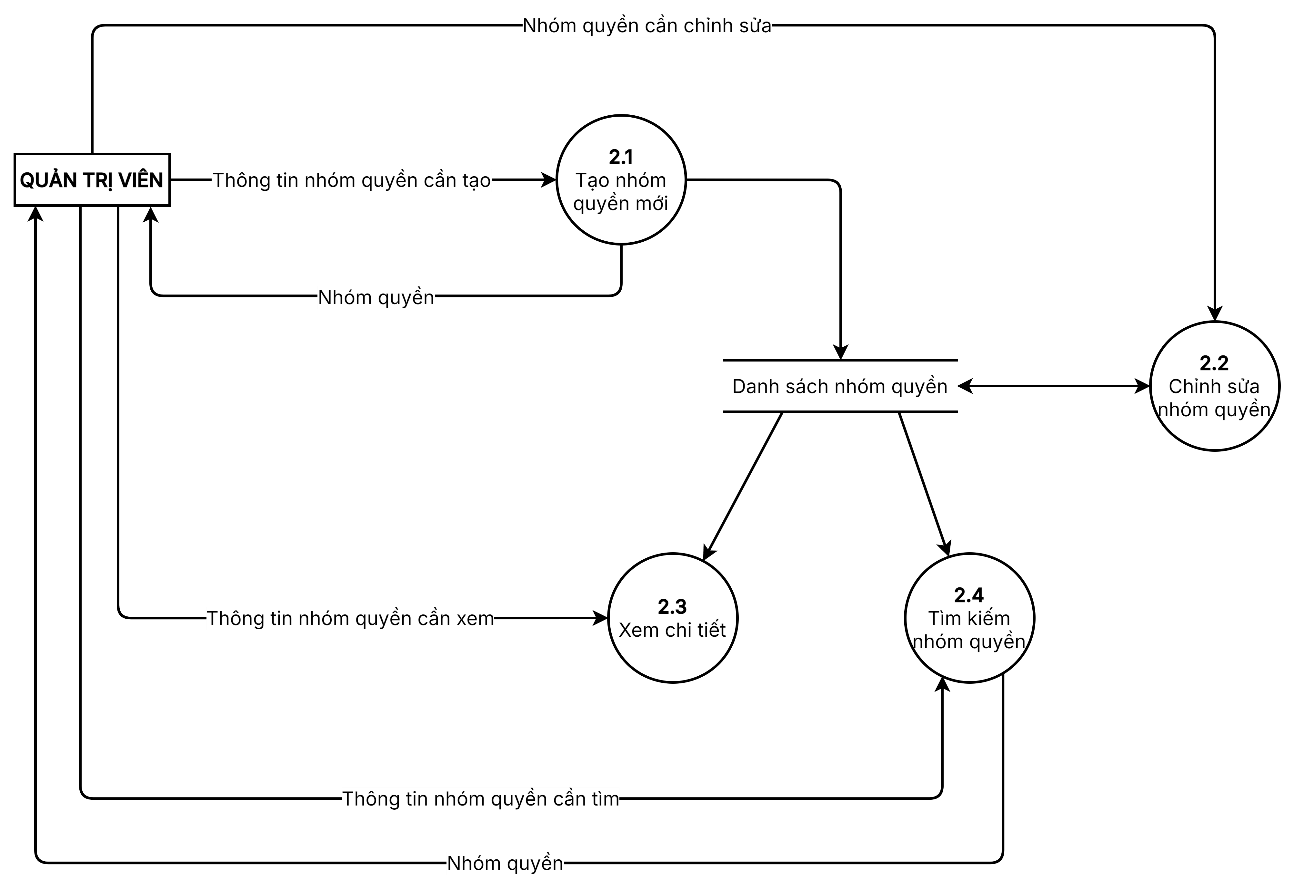 Nhóm quyền cần chỉnh sửa
QUẢN TRỊ VIÊN
Thông tin nhóm quyền cần tạo
2.1
Tạo nhóm
quyền mới
Nhóm quyền
Danh sách nhóm quyền
2.2
Chỉnh sửa
nhóm quyền
Thông tin nhóm quyền cần xem
2.3
Xem chi tiết
2.4
Tìm kiếm
nhóm quyền
Thông tin nhóm quyền cần tìm
Nhóm quyền